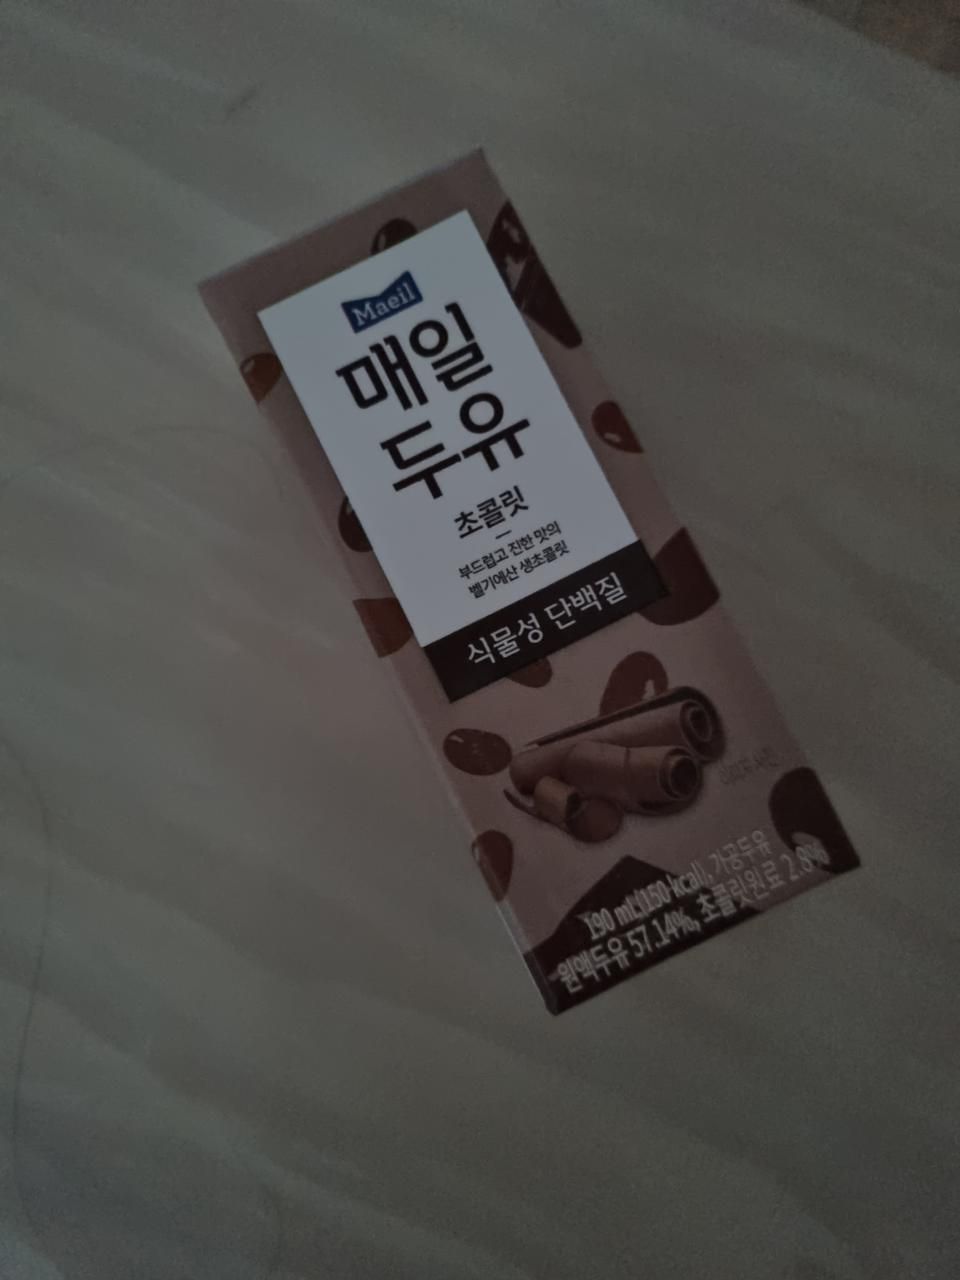 Maeil
매일
두유
초콜릿
부드럽고 진한 맛의
벨기에산 생초콜릿
식물성 단백질
190 mL(150 kcal), 가공두유
원액두유 57.14%, 초콜릿원료 2.8%